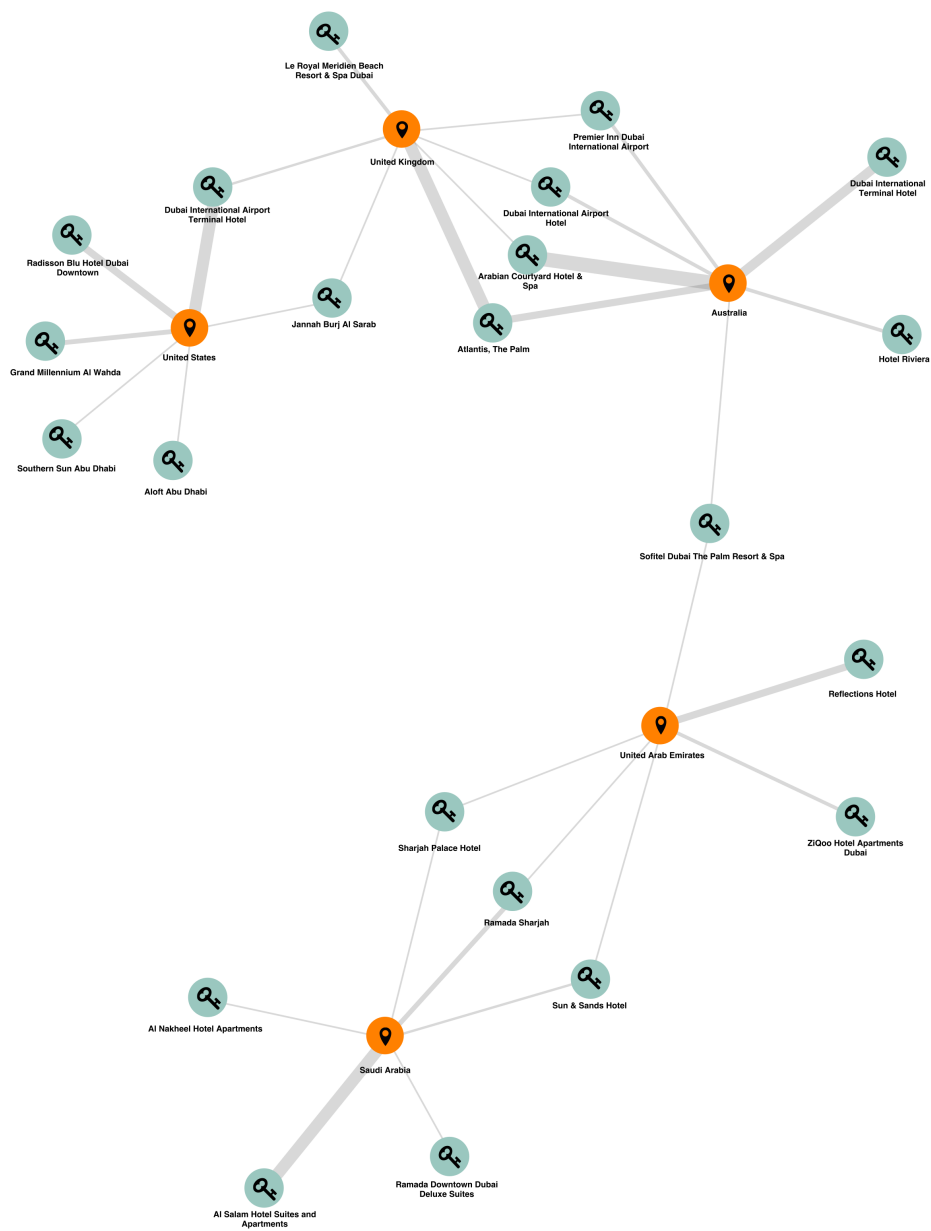 Le Royal Meridien Beach
Resort & Spa Dubai
United Kingdom
Premier Inn Dubai
International Airport
Dubai International
Terminal Hotel
Dubai International Airport
Terminal Hotel
Dubai International Airport
Hotel
Radisson Blu Hotel Dubai
Downtown
Arabian Courtyard Hotel &
Spa
Australia
Jannah Burj Al Sarab
Atlantis, The Palm
United States
Hotel Riviera
Grand Millennium Al Wahda
Southern Sun Abu Dhabi
Aloft Abu Dhabi
Sofitel Dubai The Palm Resort & Spa
Reflections Hotel
United Arab Emirates
Sharjah Palace Hotel
ZiQoo Hotel Apartments
Dubai
Ramada Sharjah
Sun & Sands Hotel
Al Nakheel Hotel Apartments
Saudi Arabia
Ramada Downtown Dubai
Deluxe Suites
Al Salam Hotel Suites and
Apartments